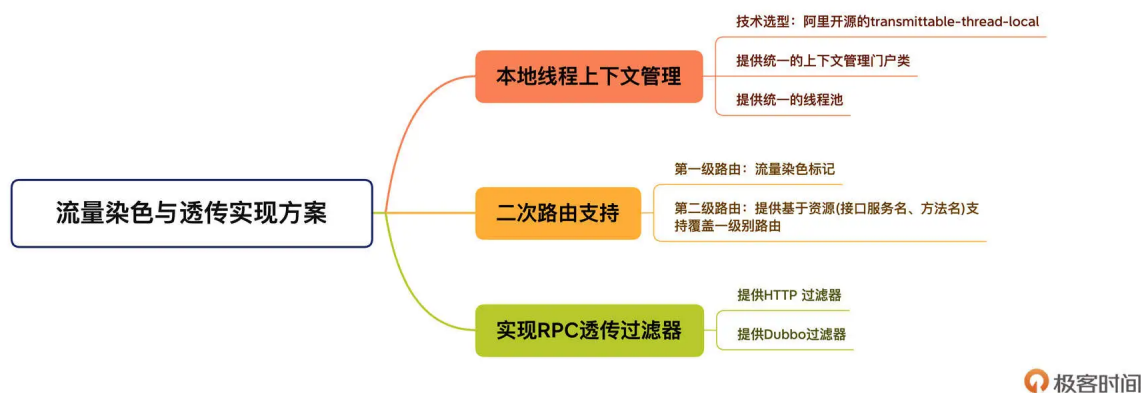 流量染色与透传实现方案
本地线程上下文管理
技术选型：阿里开源的transmittable-thread-local
提供统一的上下文管理门户类
提供统一的线程池
二次路由支持
第一级路由：流量染色标记
第二级路由：提供基于资源(接口服务名、方法名)支
持覆盖一级别路由
实现RPC透传过滤器
提供HTTP 过滤器
提供Dubbo过滤器
极客时间